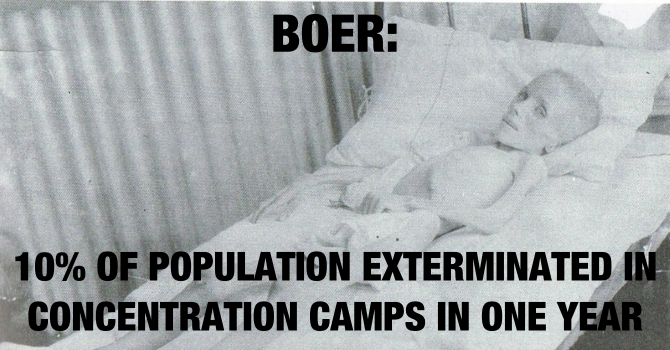 BOER:
10% OF POPULATION EXTERMINATED IN
CONCENTRATION CAMPS IN ONE YEAR